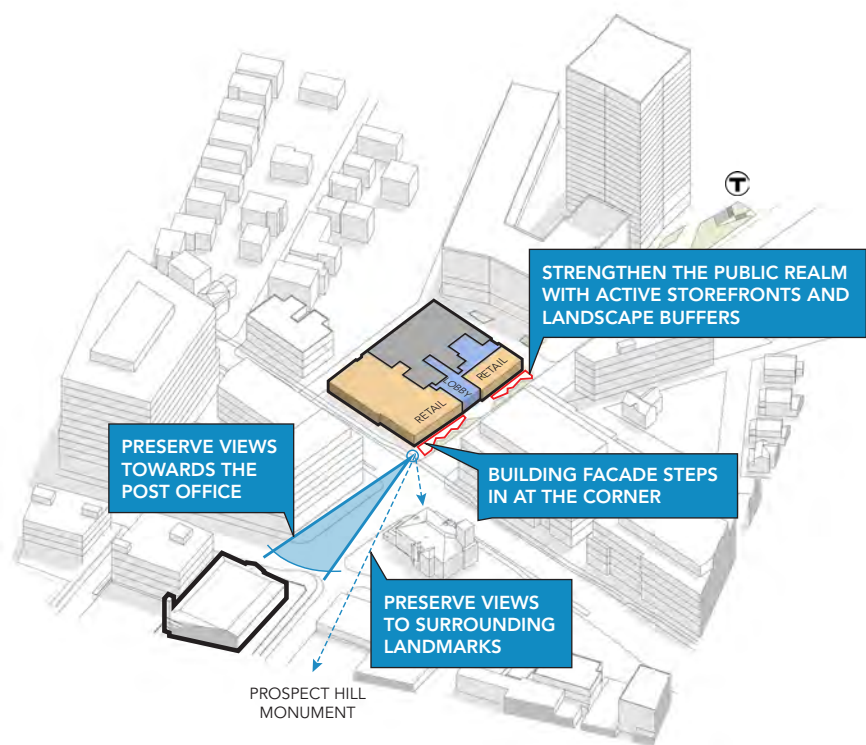 T
STRENGTHEN THE PUBLIC REALM
WITH ACTIVE STOREFRONTS AND
LANDSCAPE BUFFERS
RETAIL
LOBBY
RETAIL
PRESERVE VIEWS
TOWARDS THE
POST OFFICE
BUILDING FACADE STEPS
IN AT THE CORNER
PRESERVE VIEWS
TO SURROUNDING
LANDMARKS
PROSPECT HILL
MONUMENT